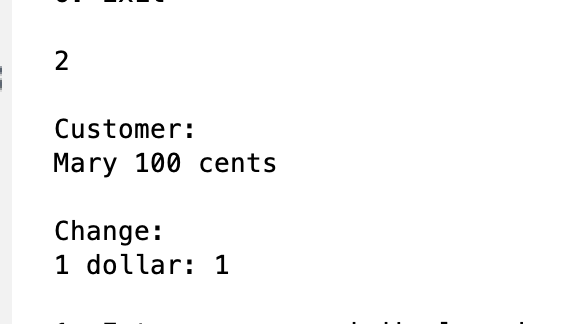 2
Customer:
Mary 100 cents
Change:
1 dollar: 1